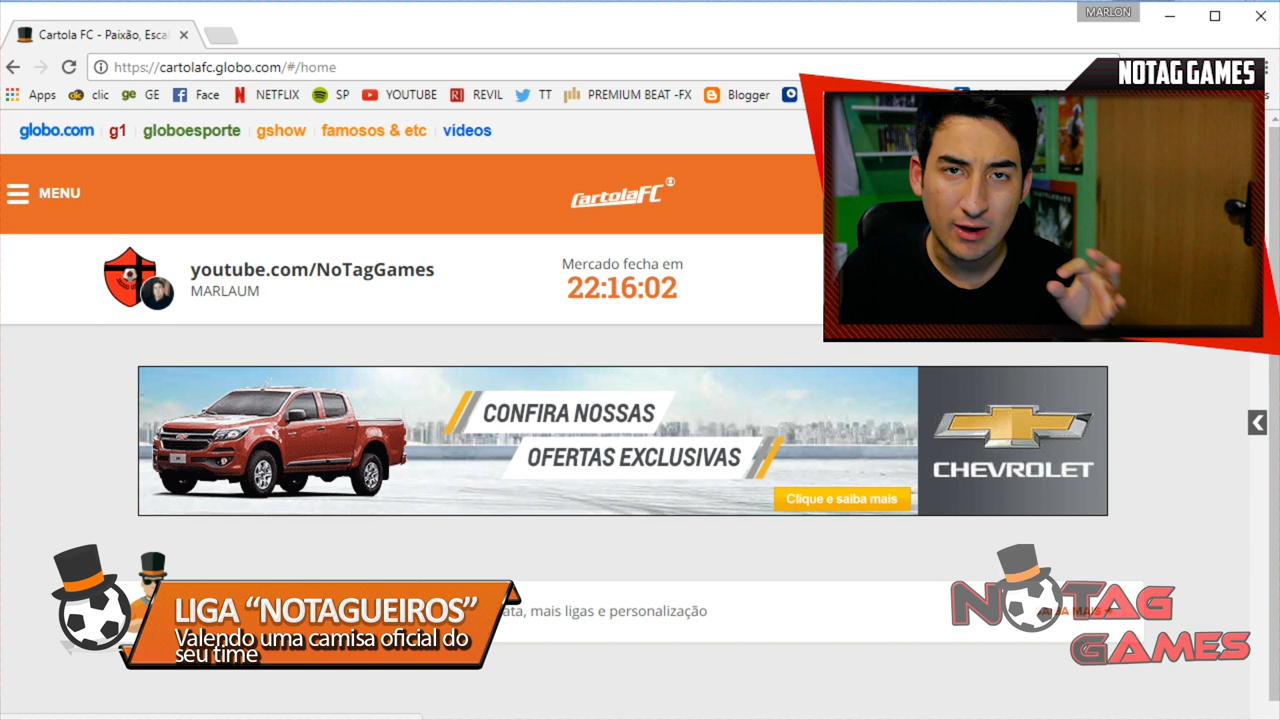 MARLON
Cartola FC - Paixão, Escal
https://cartolafc.globo.com/#/home
NOTAG GAMES
Apps clic GE Face NETFLIX SP YOUTUBE REVIL TT PREMIUM BEAT -FX Blogger
globo.com g1 globoesporte gshow famosos & etc vídeos
MENU
CartolaFC
youtube.com/NoTagGames
MARLAUM
Mercado fecha em
22:16:02
CONFIRA NOSSAS
OFERTAS EXCLUSIVAS
Clique e saiba mais
CHEVROLET
LIGA “NOTAGUEIROS”
Valendo uma camisa oficial do
seu time
ata, mais ligas e personalização
NOTAG
GAMES